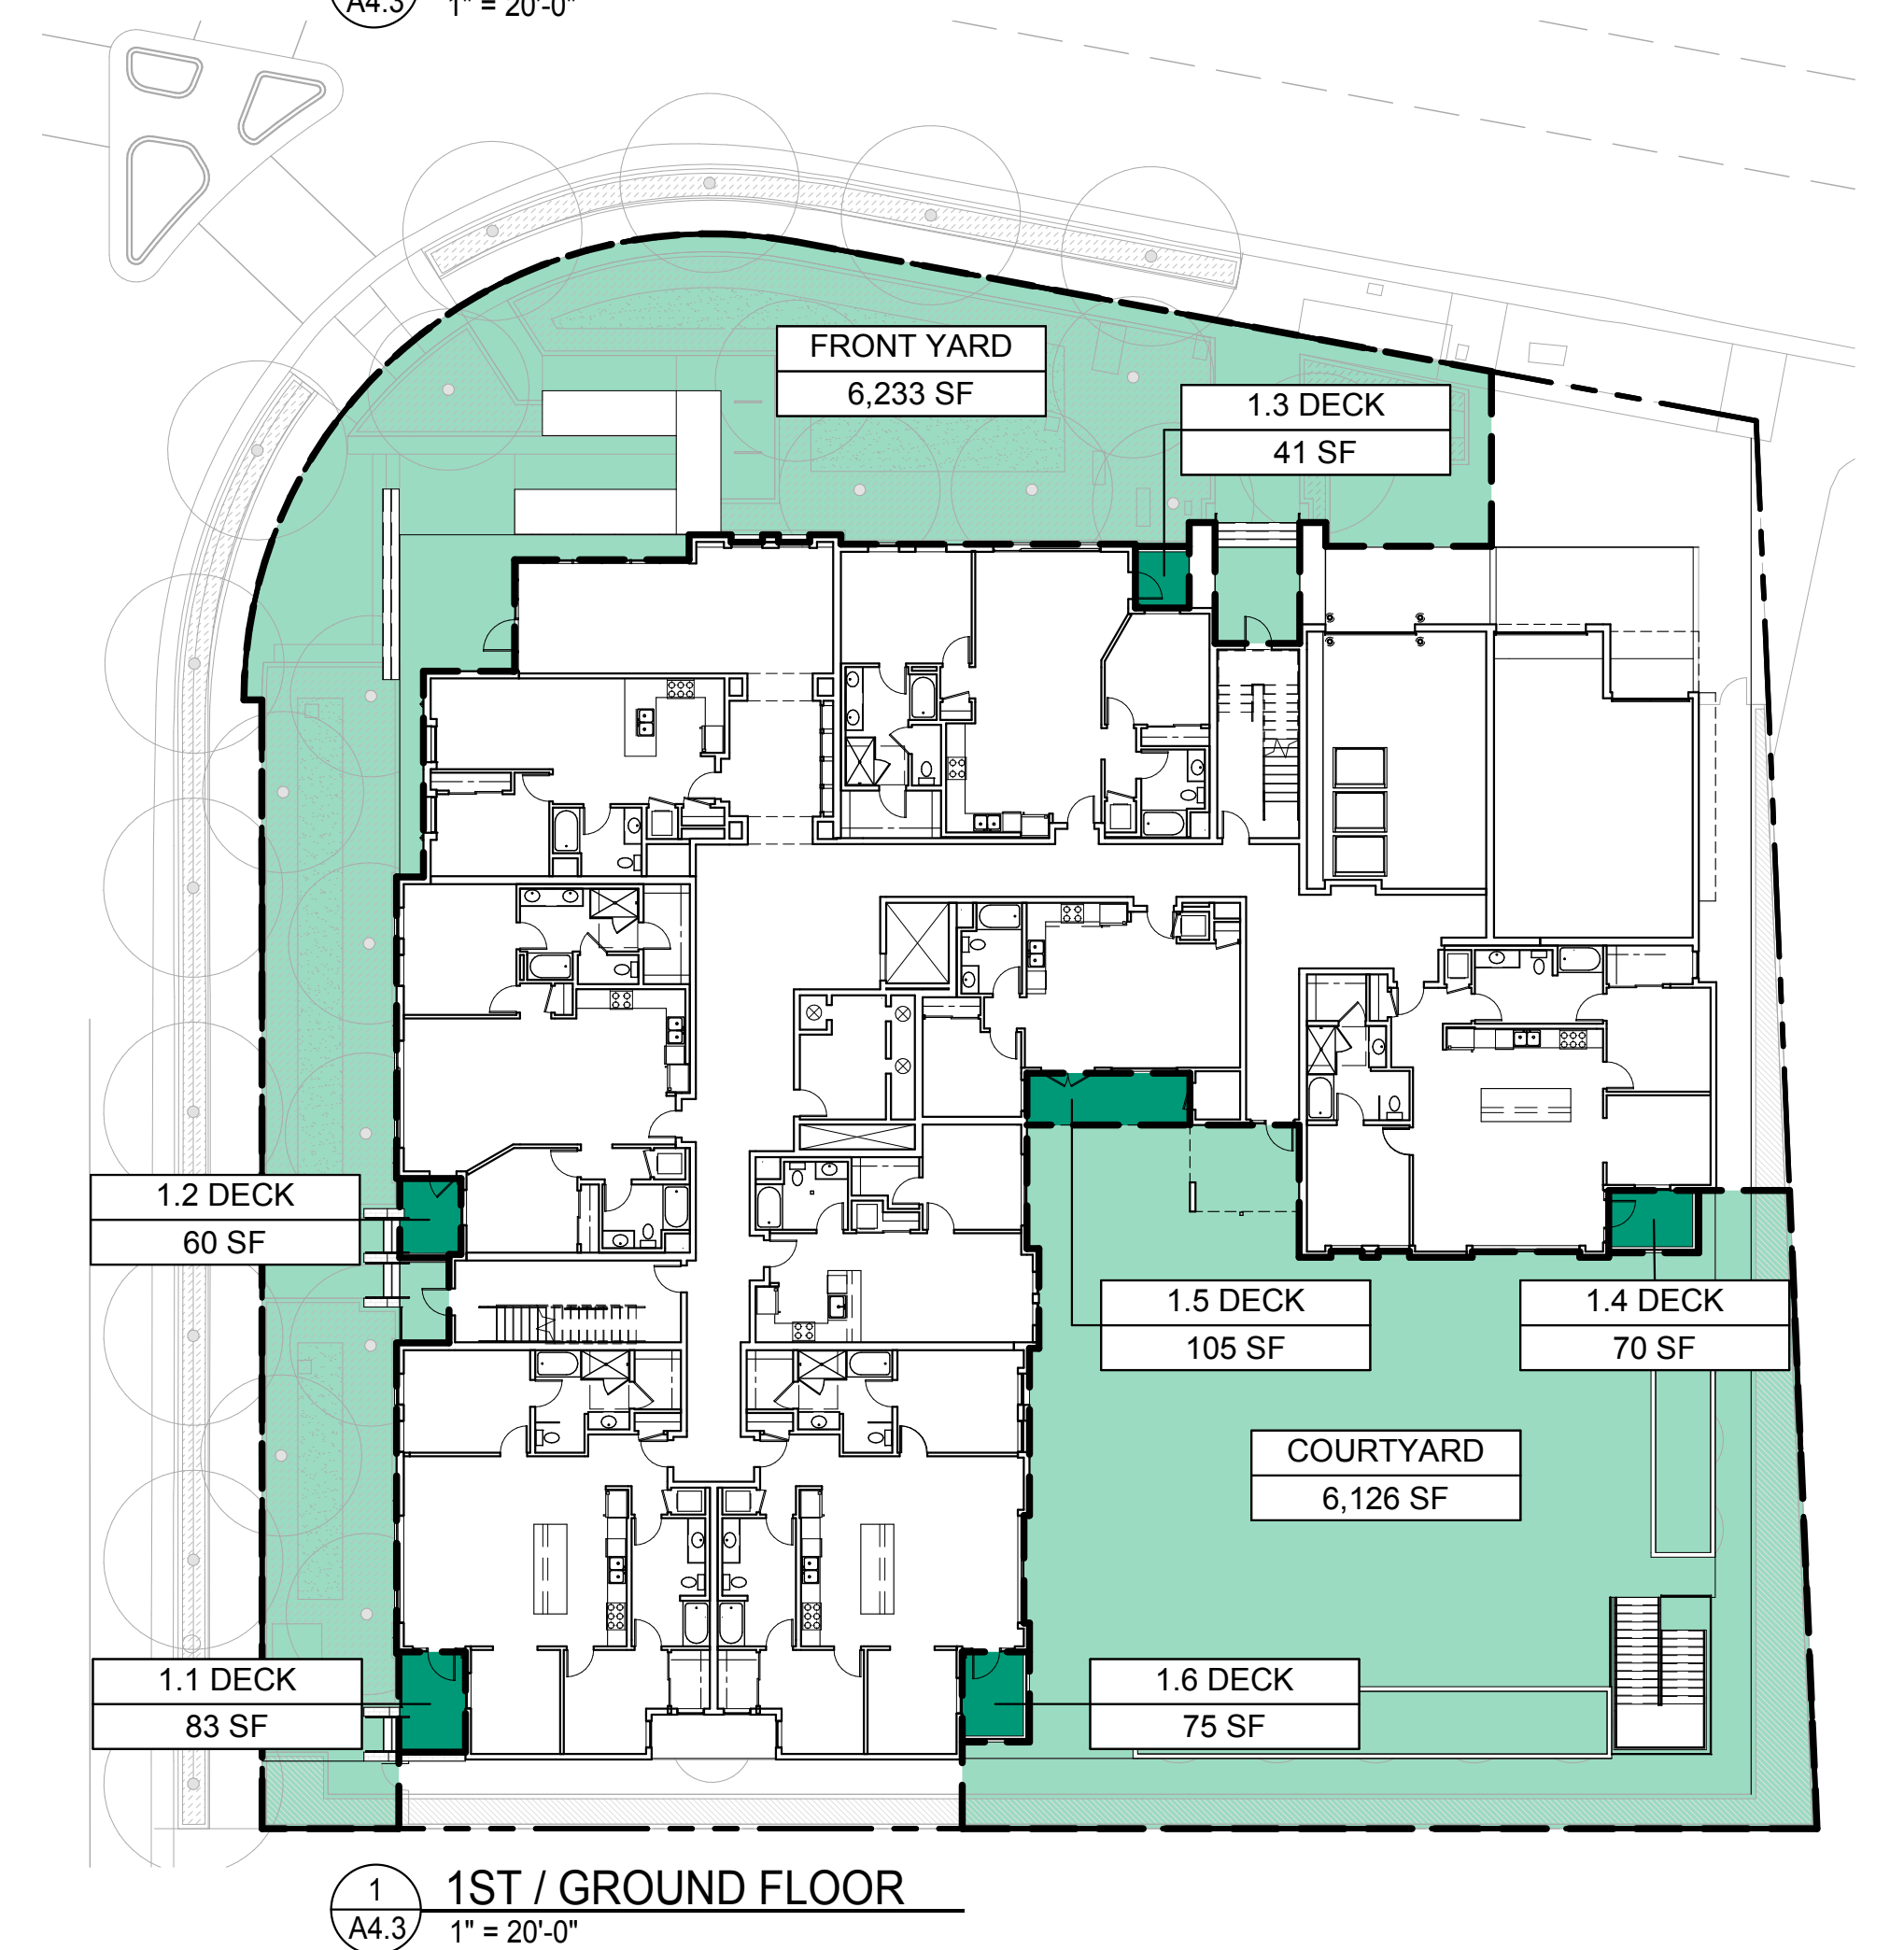 A4.3
1" = 20'-0"
FRONT YARD
6,233 SF
1.3 DECK
41 SF
1.2 DECK
60 SF
1.5 DECK
105 SF
1.4 DECK
70 SF
COURTYARD
6,126 SF
1.1 DECK
83 SF
1.6 DECK
75 SF
1
A4.3
1ST / GROUND FLOOR
1" = 20'-0"